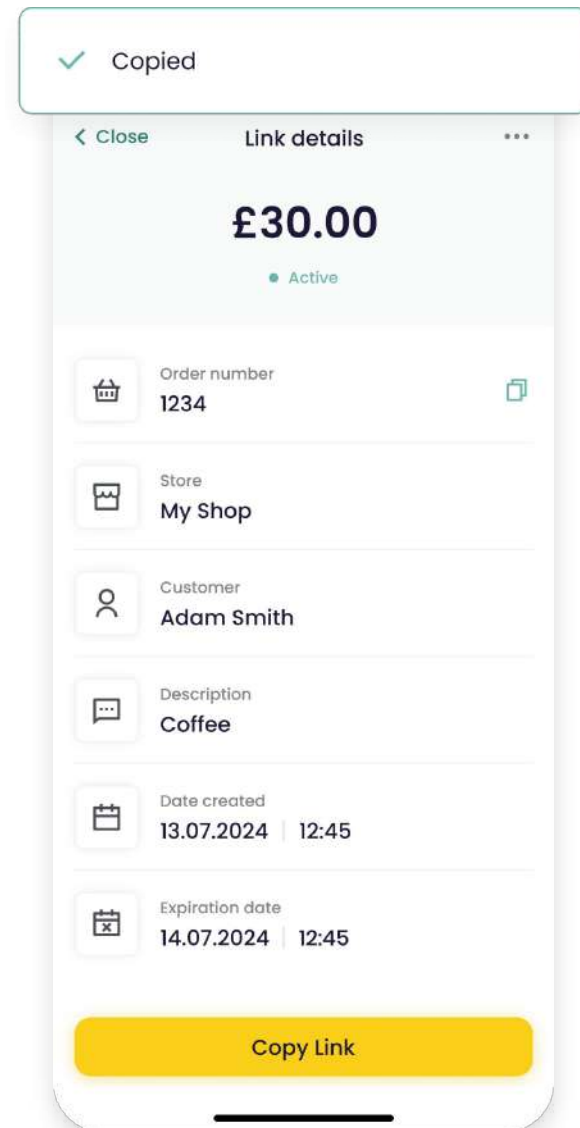 Copied
Close Link details
£30.00
Active
Order number
1234
Store
My Shop
Customer
Adam Smith
Description
Coffee
Date created
13.07.2024 12:45
Expiration date
14.07.2024 12:45
Copy Link